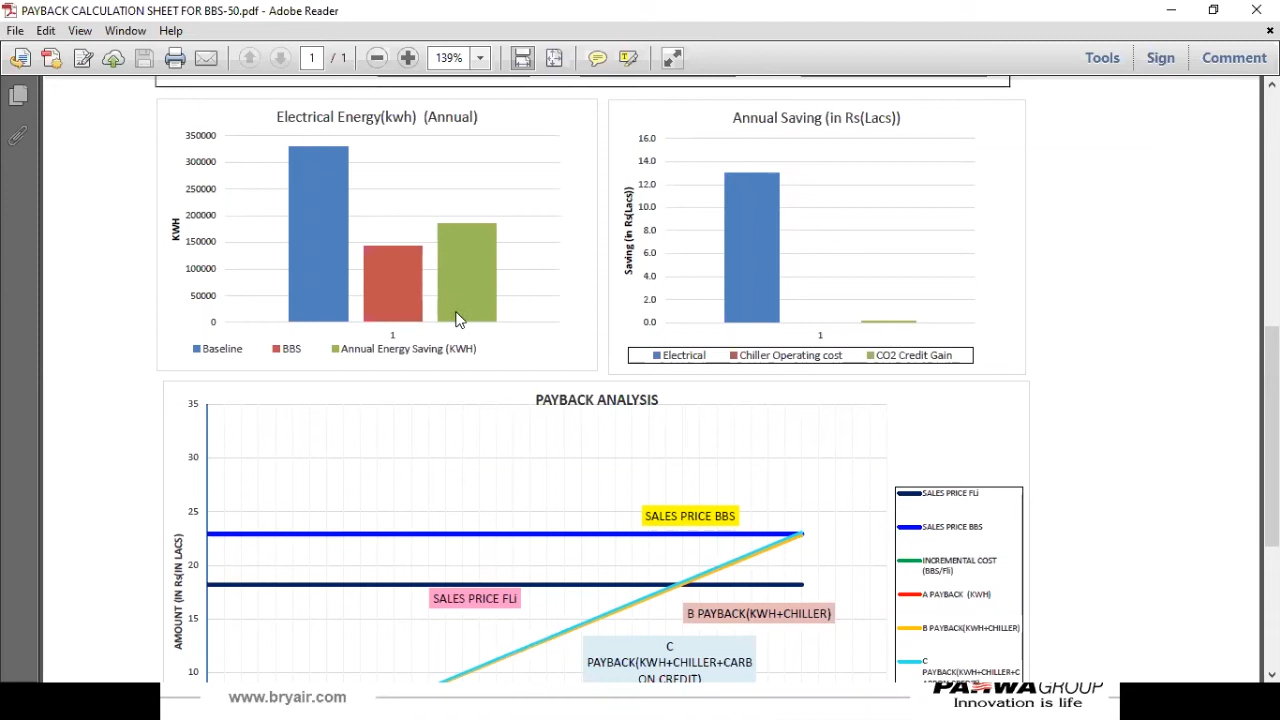 PAYBACK CALCULATION SHEET FOR BBS-50.pdf - Adobe Reader
File Edit View Window Help
1 / 1 139% Tools Sign Comment
Electrical Energy(kwh) (Annual)
350000
300000
250000
200000
150000
100000
50000
0
KWH
1
Baseline BBS Annual Energy Saving (KWH)
Annual Saving (in Rs(Lacs))
16.0
14.0
12.0
10.0
8.0
6.0
4.0
2.0
0.0
Saving (in Rs(Lacs))
1
Electrical Chiller Operating cost CO2 Credit Gain
PAYBACK ANALYSIS
35
30
25
20
15
10
AMOUNT (IN Rs(IN LACS)
SALES PRICE BBS
SALES PRICE FLi
B PAYBACK(KWH+CHILLER)
C
PAYBACK(KWH+CHILLER+CARB
ON CREDIT)
SALES PRICE FLi
SALES PRICE BBS
INCREMENTAL COST
(BBS/Fli)
A PAYBACK (KWH)
B PAYBACK(KWH+CHILLER)
C
PAYBACK(KWH+CHILLER+C
www.bryair.com
PAHWAGROUP
Innovation is life